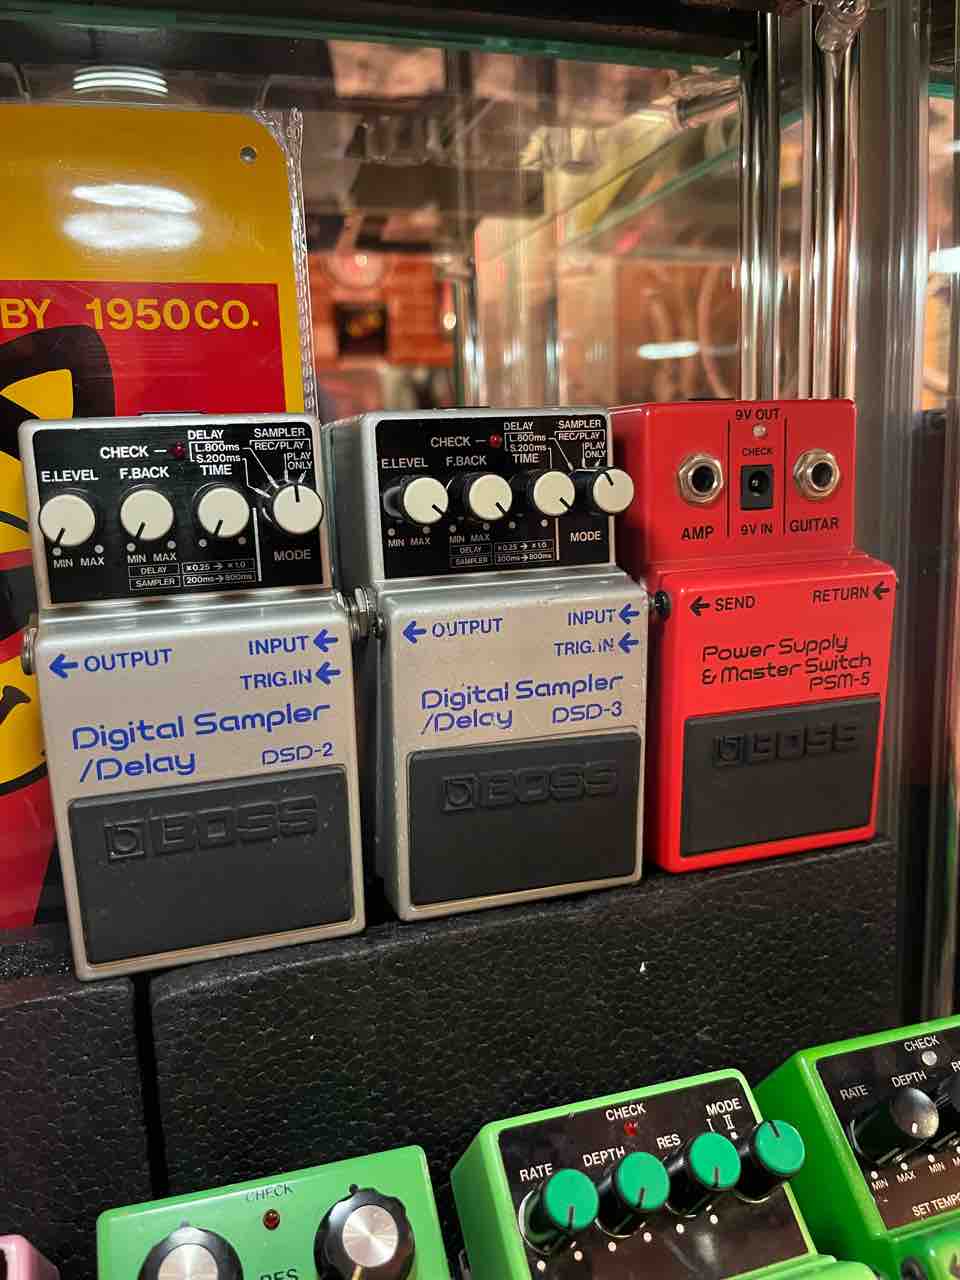 BY 1950CO.
CHECK
DELAY
L.800ms
S.200ms
TIME
SAMPLER
REC/PLAY
PLAY
ONLY
E.LEVEL
F.BACK
MIN MAX
MIN MAX
DELAY ×0.25 → ×1.0
SAMPLER 200ms→800ms
MODE
OUTPUT
INPUT
TRIG.IN
Digital Sampler
/Delay DSD-2
BOSS
CHECK
DELAY
L.800ms
S.200ms
TIME
SAMPLER
REC/PLAY
PLAY
ONLY
E.LEVEL
F.BACK
MIN MAX
MIN MAX
DELAY ×0.25 → ×1.0
SAMPLER 200ms→800ms
MODE
OUTPUT
INPUT
TRIG.IN
Digital Sampler
/Delay DSD-3
BOSS
9V OUT
CHECK
AMP
9V IN
GUITAR
SEND
RETURN
Power Supply
& Master Switch
PSM-5
BOSS
CHECK
RES
CHECK
MODE
I II
RATE
DEPTH
RES
CHECK
RATE
DEPTH
MIN MAX
MIN
SET TEMPO